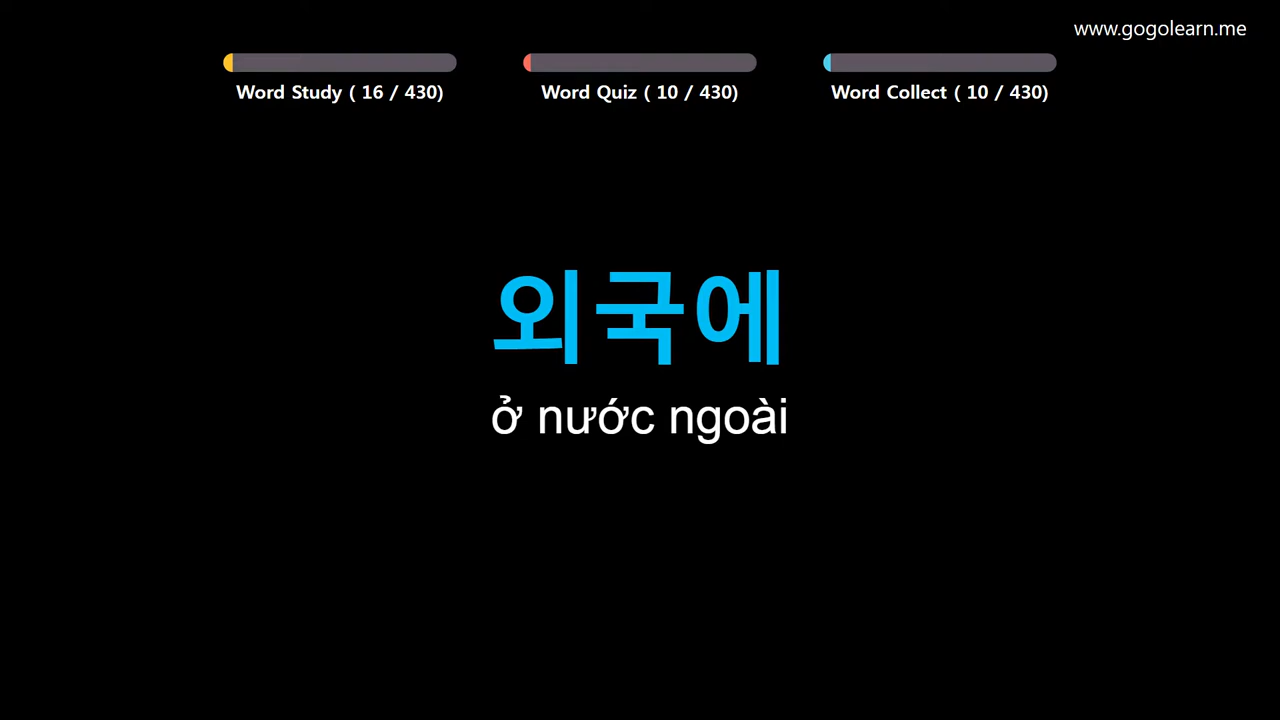 www.gogolearn.me
Word Study ( 16 / 430)
Word Quiz ( 10 / 430)
Word Collect ( 10 / 430)
외국에
ở nước ngoài